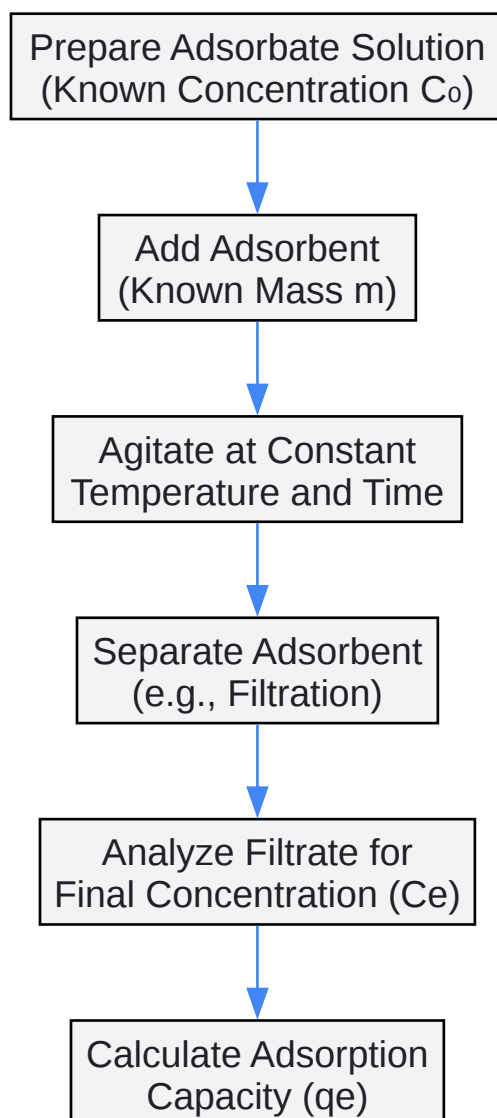 Prepare Adsorbate Solution
(Known Concentration C₀)
Add Adsorbent
(Known Mass m)
Agitate at Constant
Temperature and Time
Separate Adsorbent
(e.g., Filtration)
Analyze Filtrate for
Final Concentration (Ce)
Calculate Adsorption
Capacity (qe)